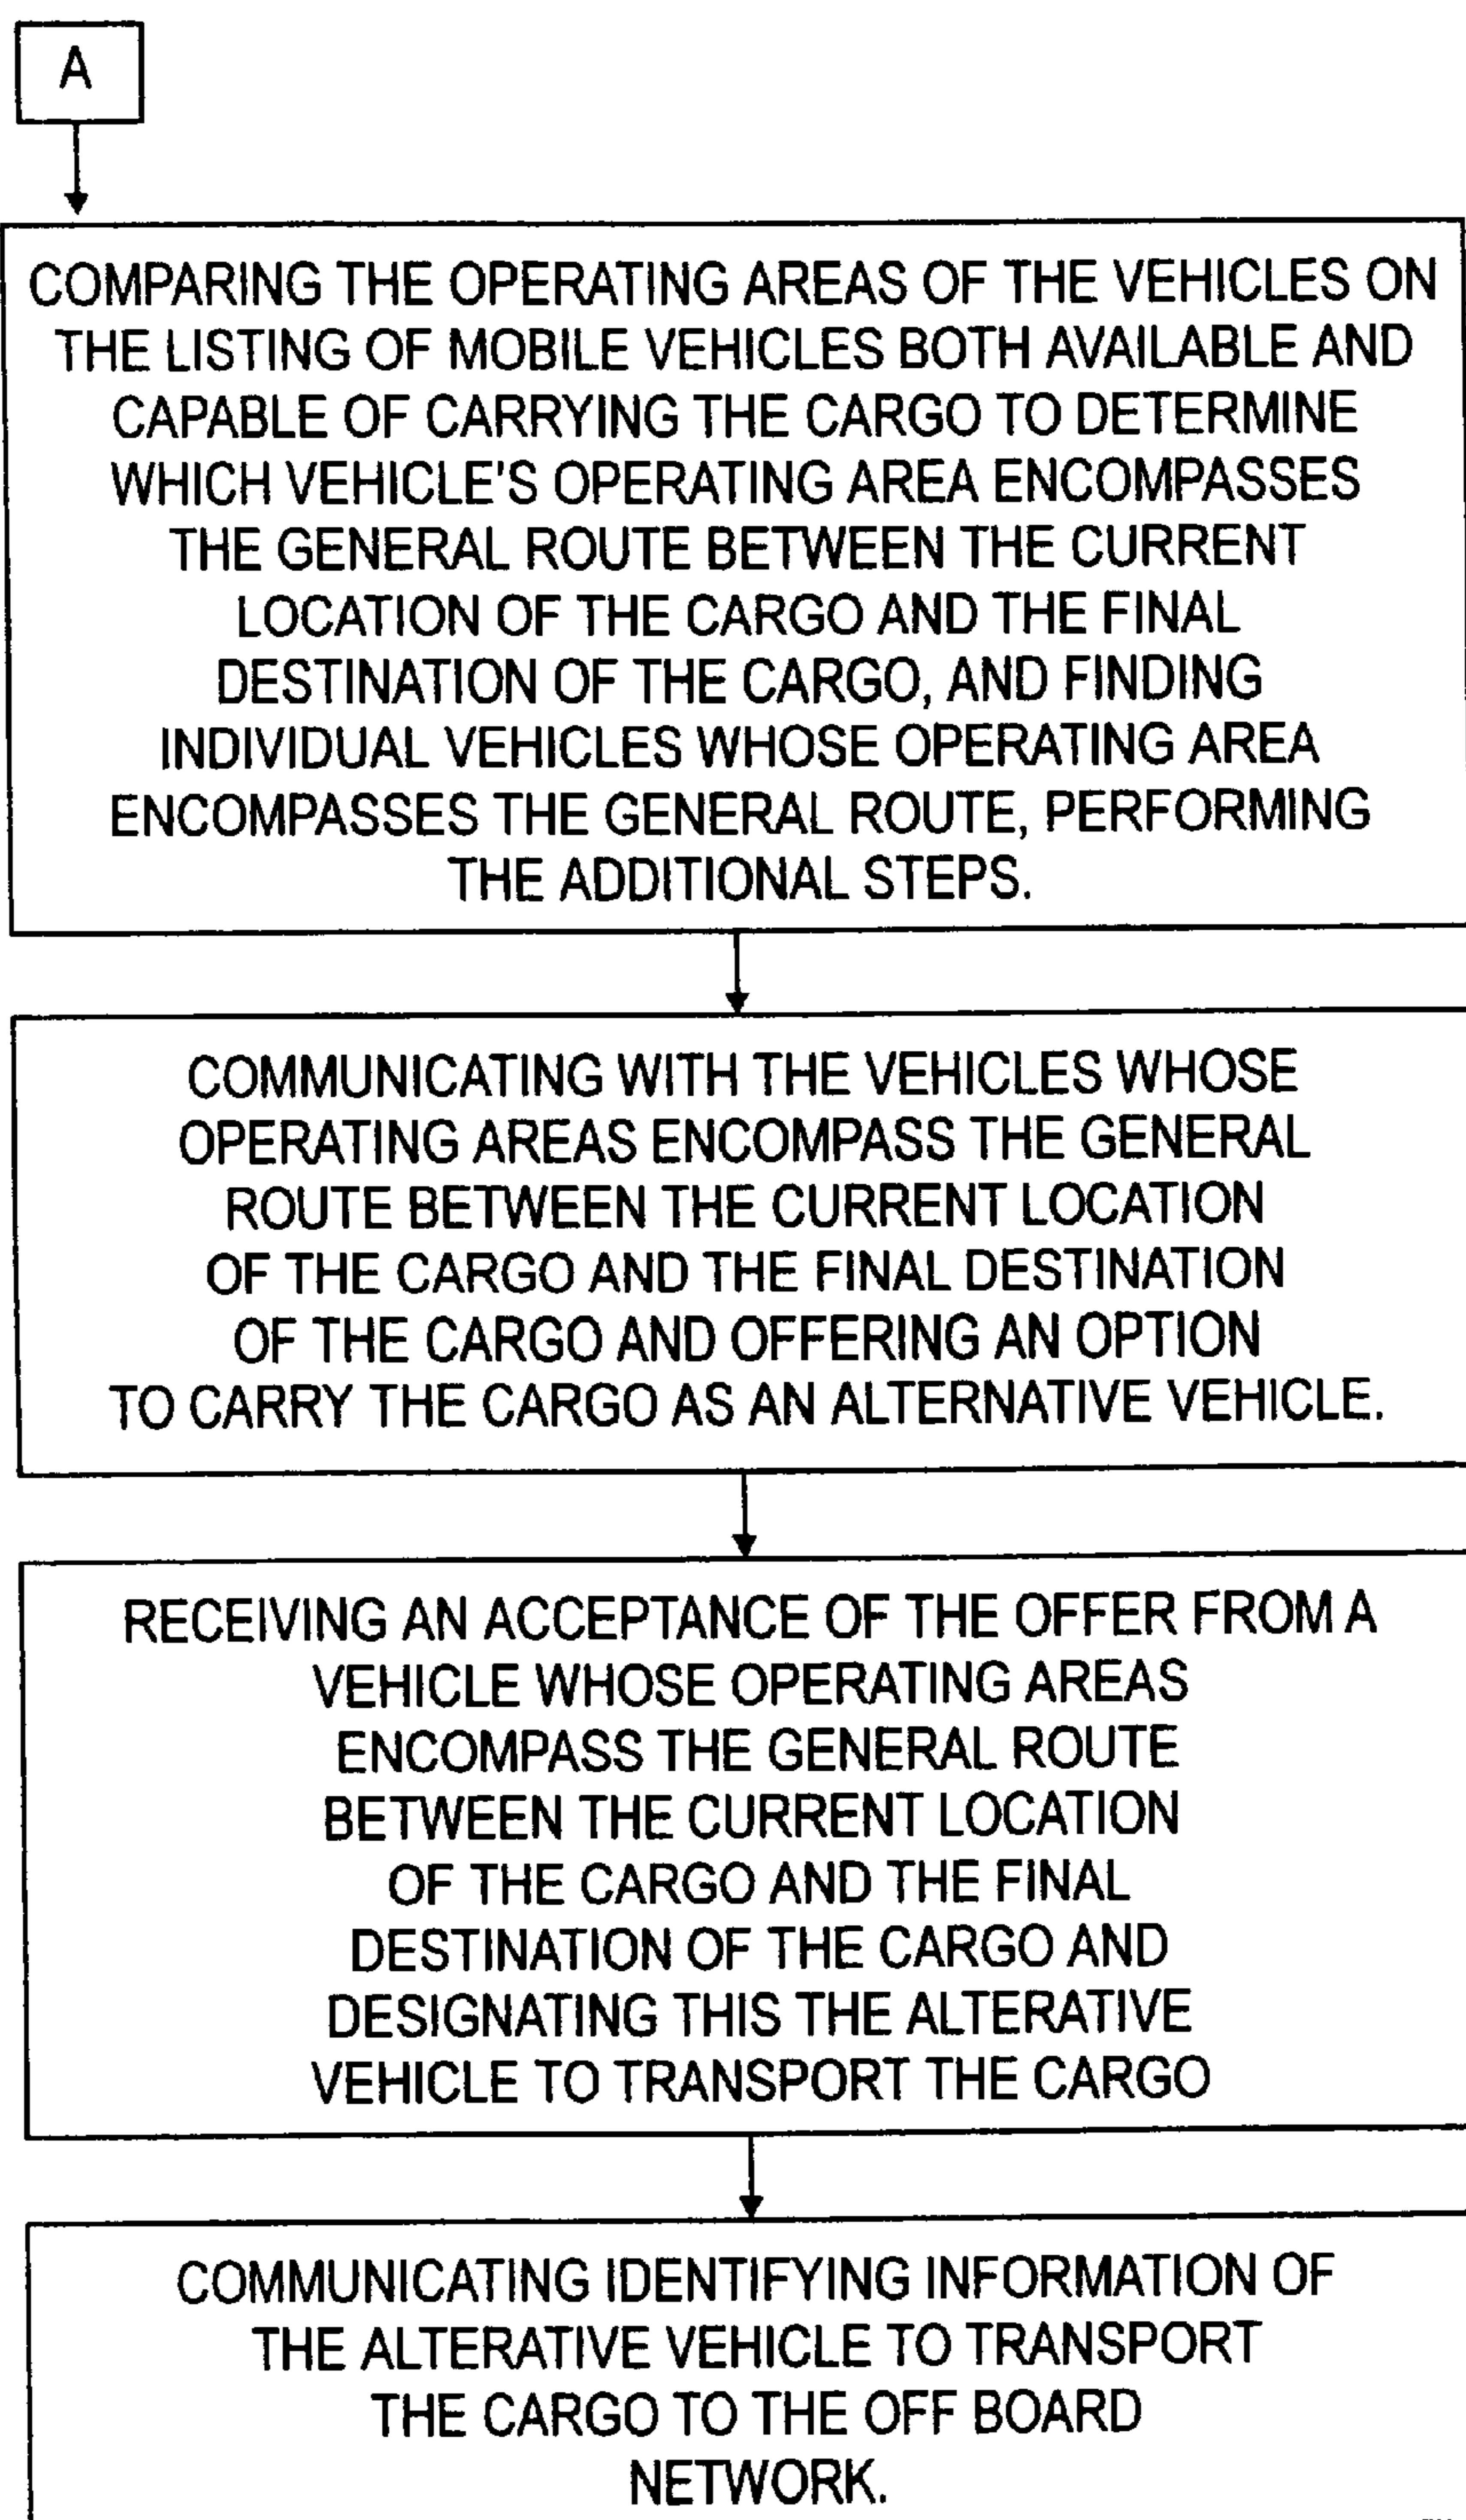 A
COMPARING THE OPERATING AREAS OF THE VEHICLES ON
THE LISTING OF MOBILE VEHICLES BOTH AVAILABLE AND
CAPABLE OF CARRYING THE CARGO TO DETERMINE
WHICH VEHICLE'S OPERATING AREA ENCOMPASSES
THE GENERAL ROUTE BETWEEN THE CURRENT
LOCATION OF THE CARGO AND THE FINAL
DESTINATION OF THE CARGO, AND FINDING
INDIVIDUAL VEHICLES WHOSE OPERATING AREA
ENCOMPASSES THE GENERAL ROUTE, PERFORMING
THE ADDITIONAL STEPS.
COMMUNICATING WITH THE VEHICLES WHOSE
OPERATING AREAS ENCOMPASS THE GENERAL
ROUTE BETWEEN THE CURRENT LOCATION
OF THE CARGO AND THE FINAL DESTINATION
OF THE CARGO AND OFFERING AN OPTION
TO CARRY THE CARGO AS AN ALTERNATIVE VEHICLE.
RECEIVING AN ACCEPTANCE OF THE OFFER FROM A
VEHICLE WHOSE OPERATING AREAS
ENCOMPASS THE GENERAL ROUTE
BETWEEN THE CURRENT LOCATION
OF THE CARGO AND THE FINAL
DESTINATION OF THE CARGO AND
DESIGNATING THIS THE ALTERATIVE
VEHICLE TO TRANSPORT THE CARGO
COMMUNICATING IDENTIFYING INFORMATION OF
THE ALTERATIVE VEHICLE TO TRANSPORT
THE CARGO TO THE OFF BOARD
NETWORK.